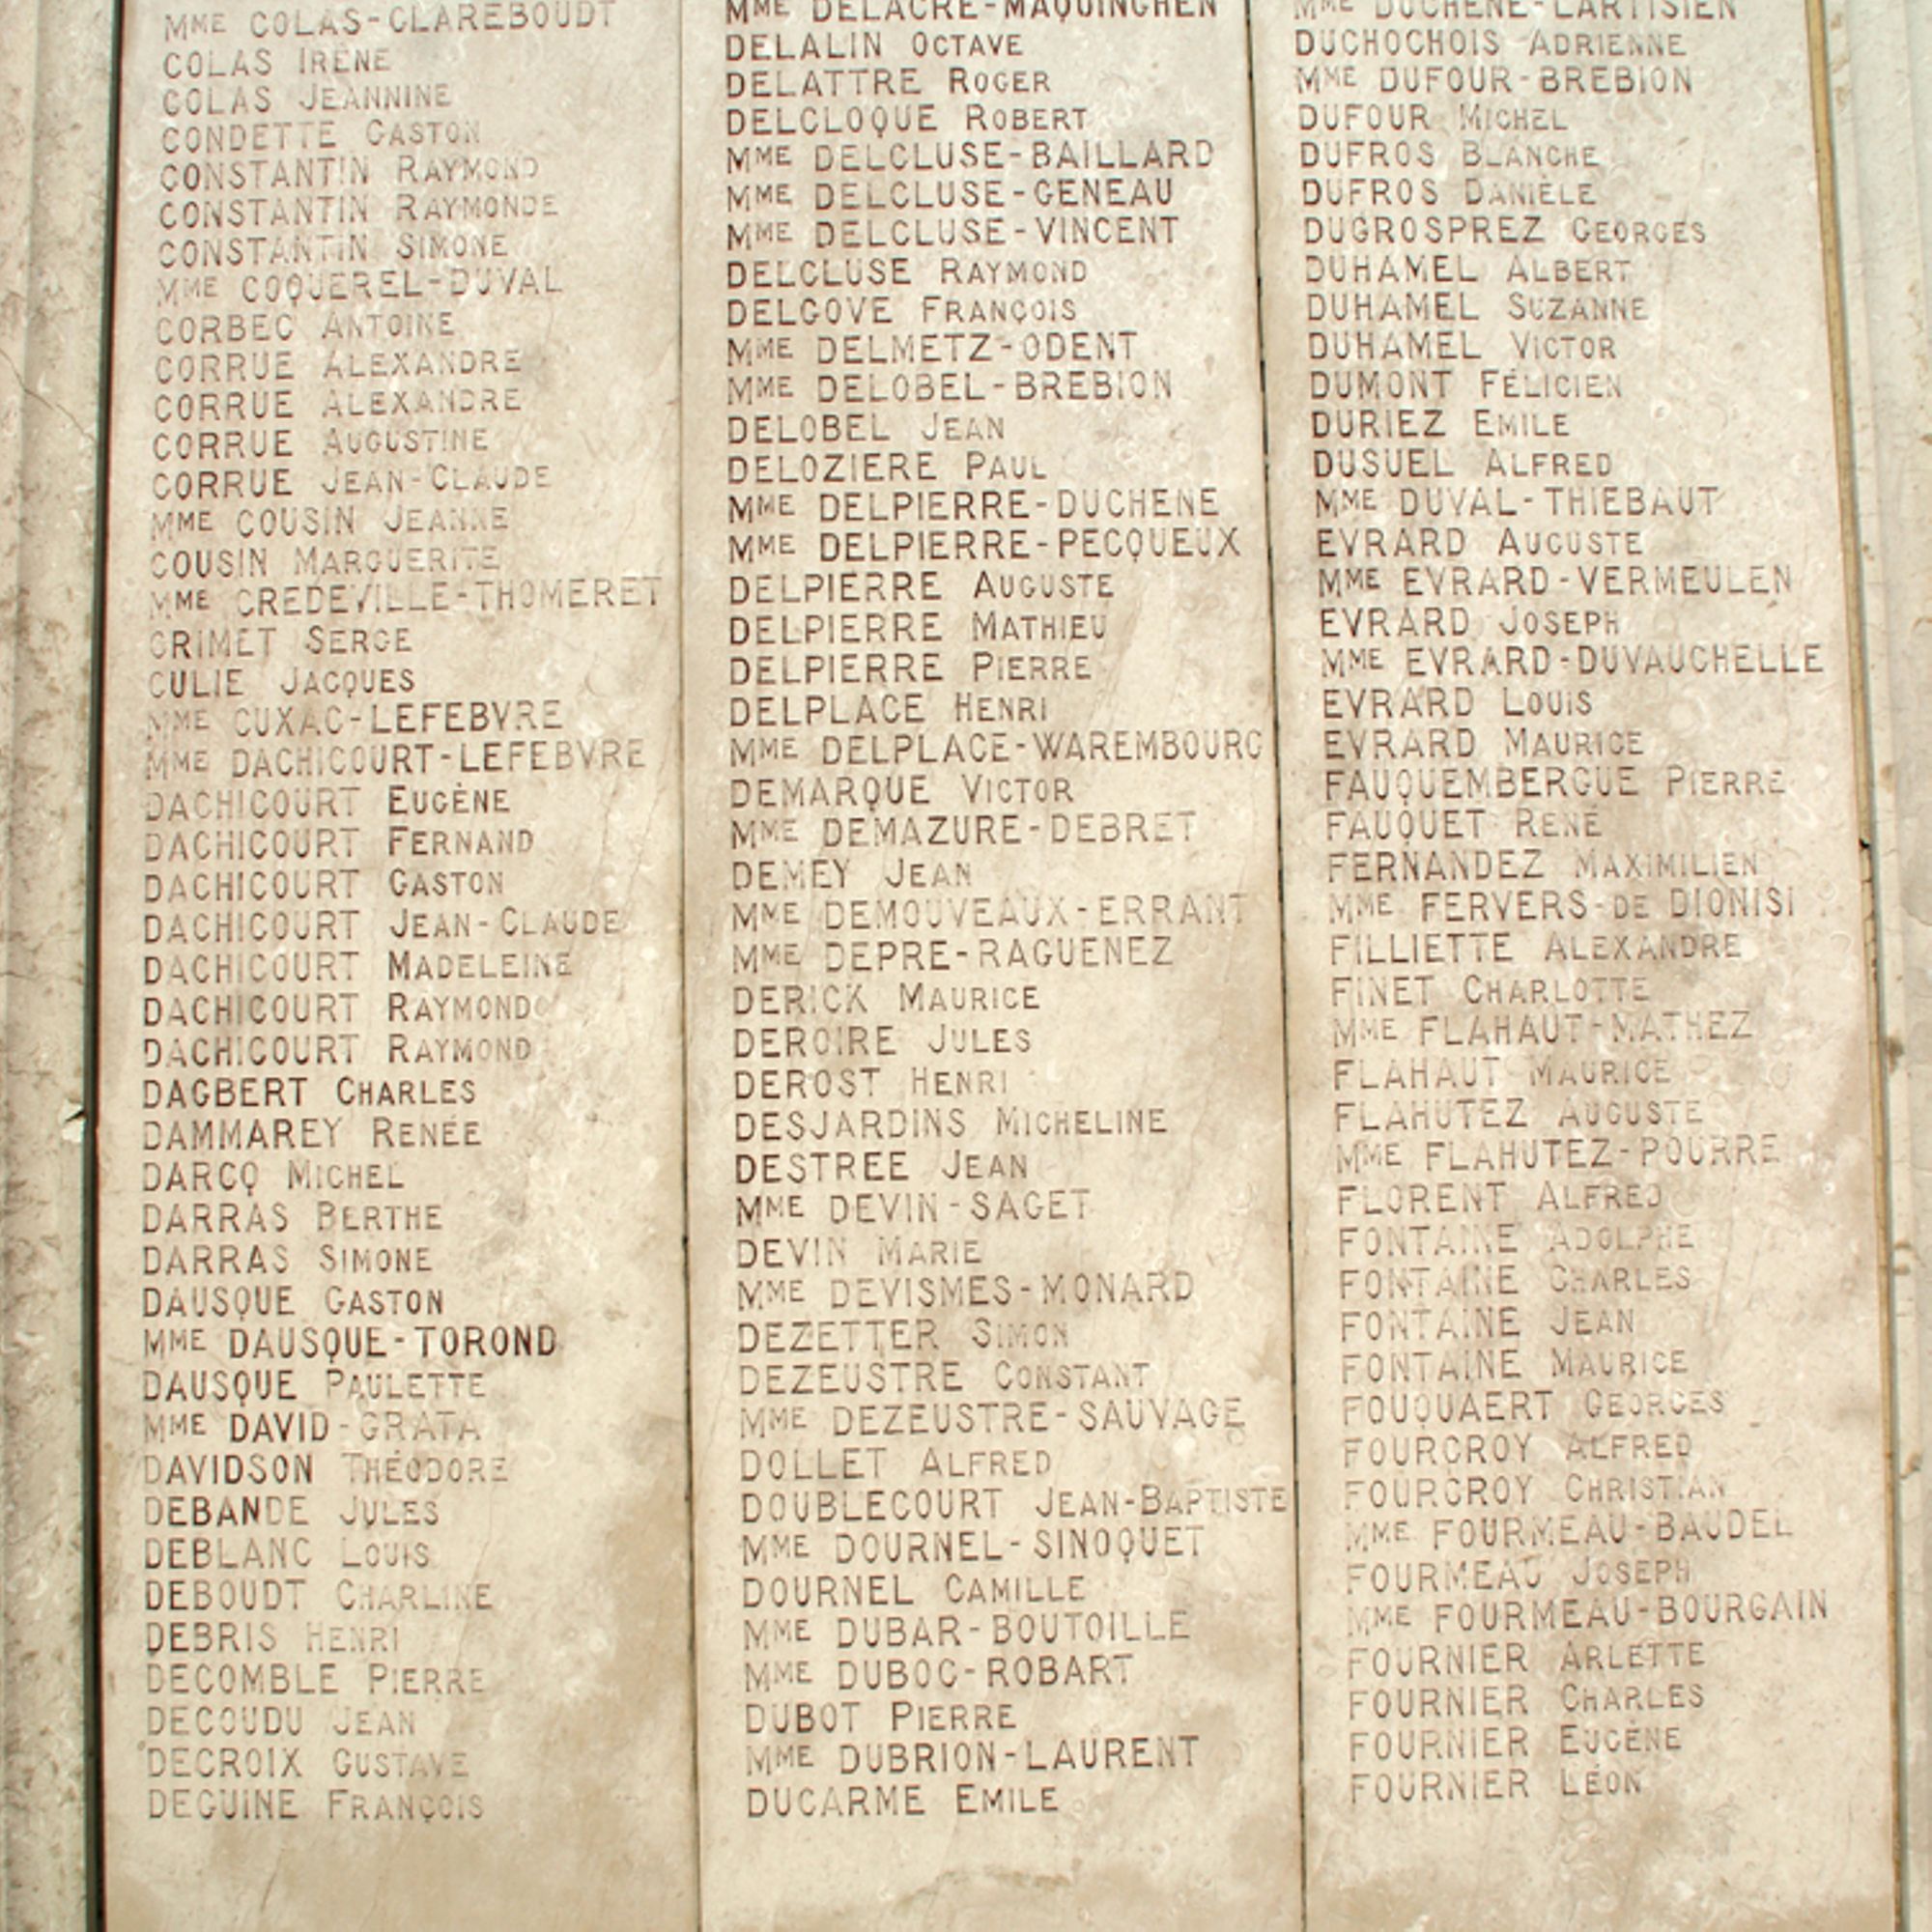 MME COLAS-CLAREBOUDT
COLAS IRÈNE
COLAS JEANNINE
CONDETTE GASTON
CONSTANTIN RAYMOND
CONSTANTIN RAYMONDE
CONSTANTIN SIMONE
MME COQUEREL-DUVAL
CORBEC ANTOINE
CORRUE ALEXANDRE
CORRUE ALEXANDRE
CORRUE AUGUSTINE
CORRUE JEAN-CLAUDE
MME COUSIN JEANNE
COUSIN MARGUERITE
MME CREDEVILLE-THOMERET
CRIMET SERGE
CULIE JACQUES
MME CUXAC-LEFEBVRE
MME DACHICOURT-LEFEBVRE
DACHICOURT EUGÈNE
DACHICOURT FERNAND
DACHICOURT GASTON
DACHICOURT JEAN-CLAUDE
DACHICOURT MADELEINE
DACHICOURT RAYMOND
DACHICOURT RAYMOND
DAGBERT CHARLES
DAMMAREY RENÉE
DARCQ MICHEL
DARRAS BERTHE
DARRAS SIMONE
DAUSQUE GASTON
MME DAUSQUE-TOROND
DAUSQUE PAULETTE
MME DAVID-GRATA
DAVIDSON THÉODORE
DEBANDE JULES
DEBLANC LOUIS
DEBOUDT CHARLINE
DEBRIS HENRI
DECOMBLE PIERRE
DECOUDU JEAN
DECROIX GUSTAVE
DEGUINE FRANÇOIS
MME DELACRE-MAQUINGHEN
DELALIN OCTAVE
DELATTRE ROGER
DELCLOQUE ROBERT
MME DELCLUSE-BAILLARD
MME DELCLUSE-GENEAU
MME DELCLUSE-VINCENT
DELCLUSE RAYMOND
DELGOVE FRANÇOIS
MME DELMETZ-ODENT
MME DELOBEL-BREBION
DELOBEL JEAN
DELOZIERE PAUL
MME DELPIERRE-DUCHENE
MME DELPIERRE-PECQUEUX
DELPIERRE AUGUSTE
DELPIERRE MATHIEU
DELPIERRE PIERRE
DELPLACE HENRI
MME DELPLACE-WAREMBOURG
DEMARQUE VICTOR
MME DEMAZURE-DEBRET
DEMEY JEAN
MME DEMOUVEAUX-ERRANT
MME DEPRE-RAGUENEZ
DERICK MAURICE
DEROIRE JULES
DEROST HENRI
DESJARDINS MICHELINE
DESTREE JEAN
MME DEVIN-SAGET
DEVIN MARIE
MME DEVISMES-MONARD
DEZETTER SIMON
DEZEUSTRE CONSTANT
MME DEZEUSTRE-SAUVAGE
DOLLET ALFRED
DOUBLECOURT JEAN-BAPTISTE
MME DOURNEL-SINOQUET
DOURNEL CAMILLE
MME DUBAR-BOUTOILLE
MME DUBOC-ROBART
DUBOT PIERRE
MME DUBRION-LAURENT
DUCARME EMILE
MME DUCHENE-LARTISIEN
DUCHOCHOIS ADRIENNE
MME DUFOUR-BREBION
DUFOUR MICHEL
DUFROS BLANCHE
DUFROS DANIÈLE
DUGROSPREZ GEORGES
DUHAMEL ALBERT
DUHAMEL SUZANNE
DUHAMEL VICTOR
DUMONT FÉLICIEN
DURIEZ EMILE
DUSUEL ALFRED
MME DUVAL-THIEBAUT
EVRARD AUGUSTE
MME EVRARD-VERMEULEN
EVRARD JOSEPH
MME EVRARD-DUVAUCHELLE
EVRARD LOUIS
EVRARD MAURICE
FAUQUEMBERGUE PIERRE
FAUQUET RENÉ
FERNANDEZ MAXIMILIEN
MME FERVERS-DE DIONISI
FILLIETTE ALEXANDRE
FINET CHARLOTTE
MME FLAHAUT-MATHEZ
FLAHAUT MAURICE
FLAHUTEZ AUGUSTE
MME FLAHUTEZ-POURRE
FLORENT ALFRED
FONTAINE ADOLPHE
FONTAINE CHARLES
FONTAINE JEAN
FONTAINE MAURICE
FOUQUAERT GEORGES
FOURCROY ALFRED
FOURCROY CHRISTIAN
MME FOURMEAU-BAUDEL
FOURMEAU JOSEPH
MME FOURMEAU-BOURGAIN
FOURNIER ARLETTE
FOURNIER CHARLES
FOURNIER EUGÈNE
FOURNIER LÉON